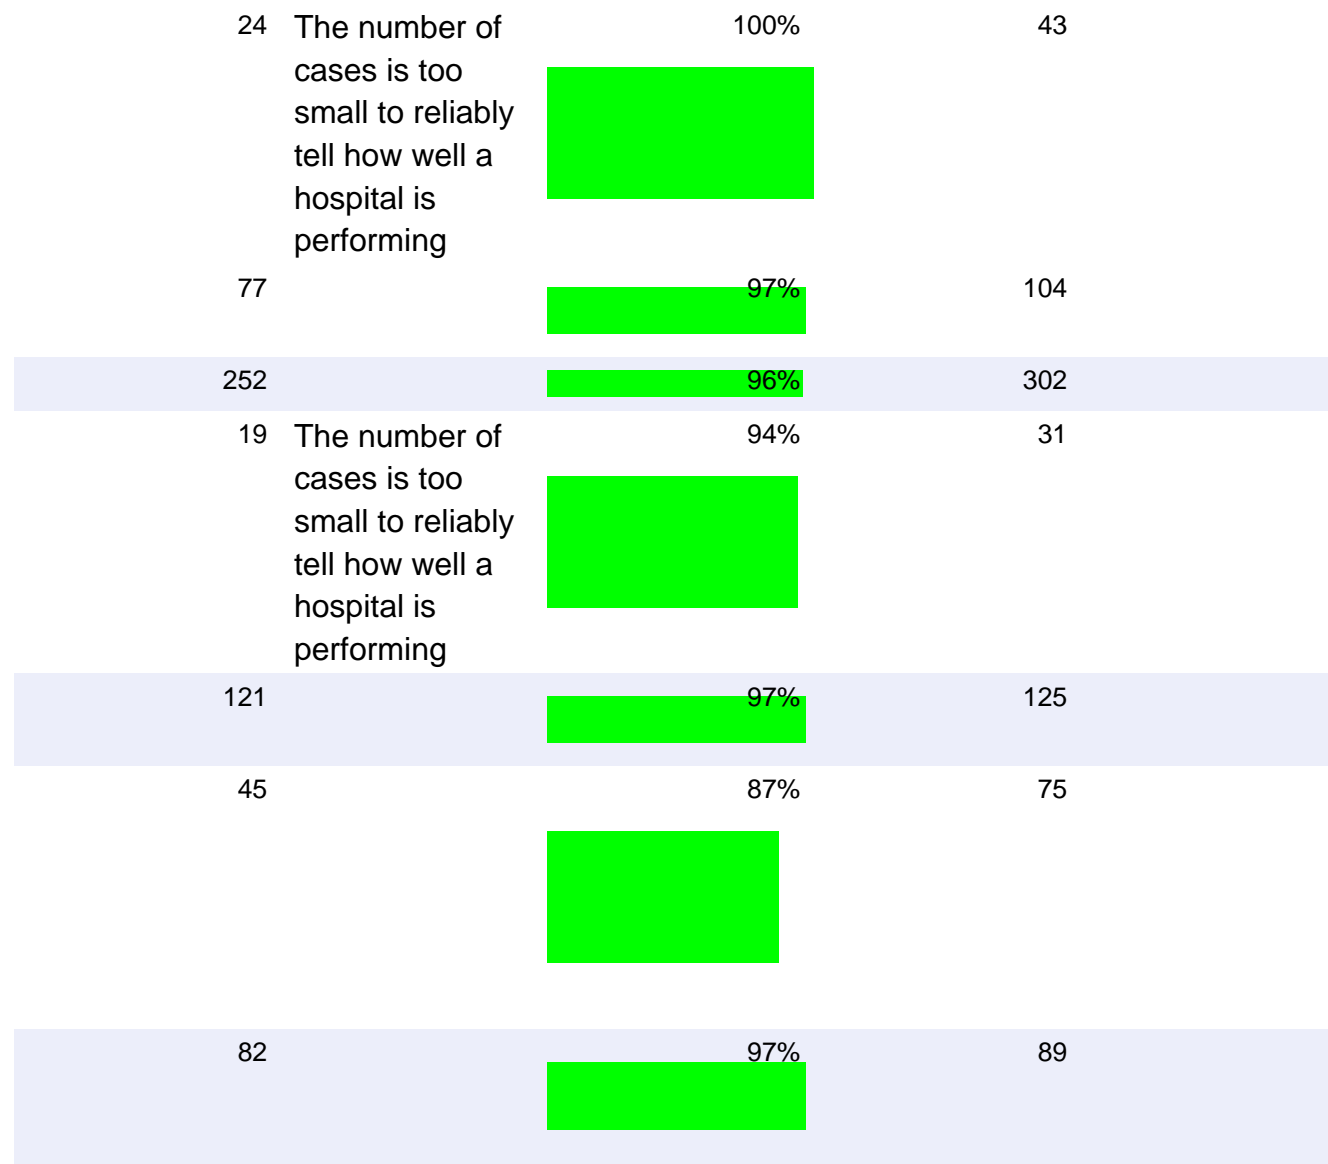 24 The number of 100% 43
cases is too
small to reliably
tell how well a
hospital is
performing
77 97% 104
252 96% 302
19 The number of 94% 31
cases is too
small to reliably
tell how well a
hospital is
performing
121 97% 125
45 87% 75
82 97% 89